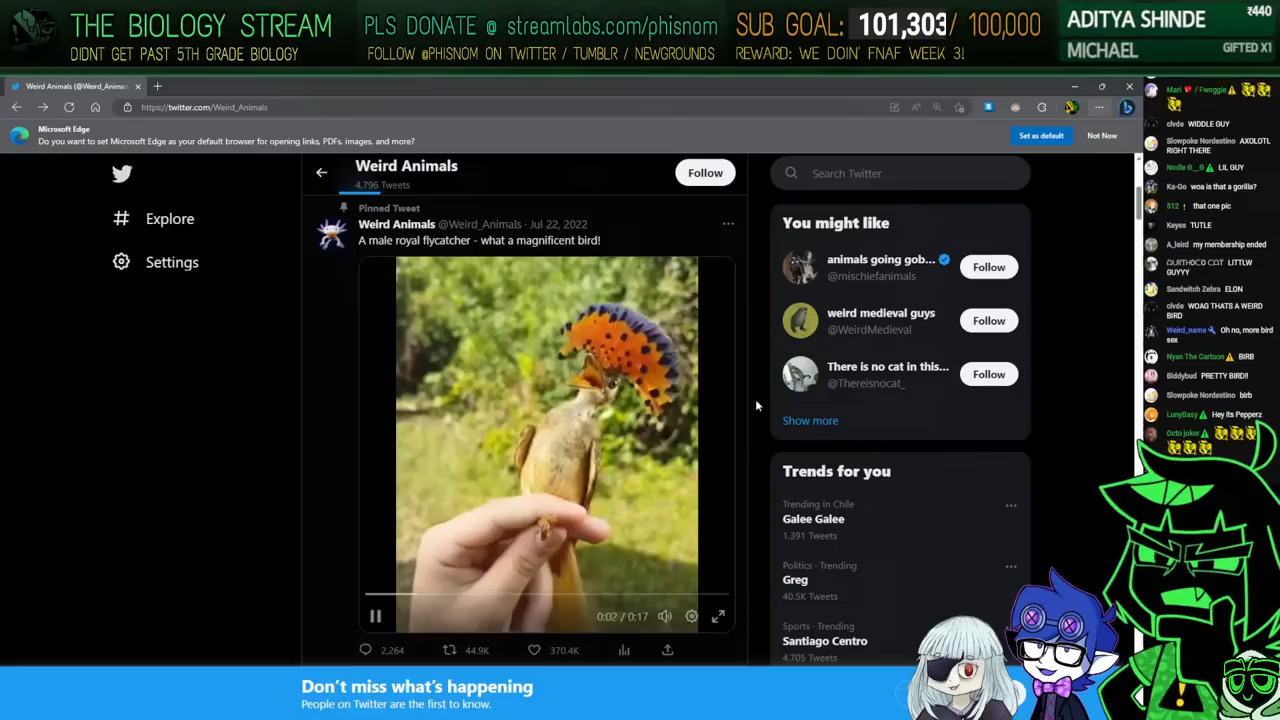 THE BIOLOGY STREAM
DIDNT GET PAST 5TH GRADE BIOLOGY
PLS DONATE @ streamlabs.com/phisnom
FOLLOW @PHISNOM ON TWITTER / TUMBLR / NEWGROUNDS
SUB GOAL: 101,303 / 100,000
REWARD: WE DOIN' FNAF WEEK 3!
ADITYA SHINDE ₹440
MICHAEL GIFTED X1
Weird Animals (@Weird_Anima
https://twitter.com/Weird_Animals
Microsoft Edge
Do you want to set Microsoft Edge as your default browser for opening links, PDFs, images, and more?
Set as default
Not Now
Explore
Settings
Weird Animals
4,796 Tweets
Follow
Pinned Tweet
Weird Animals @Weird_Animals · Jul 22, 2022
A male royal flycatcher - what a magnificent bird!
0:02 / 0:17
2,264
44.9K
370.4K
Search Twitter
You might like
animals going gob...
@mischiefanimals
Follow
weird medieval guys
@WeirdMedieval
Follow
There is no cat in this...
@Thereisnocat_
Follow
Show more
Trends for you
Trending in Chile
Galee Galee
1,391 Tweets
Politics · Trending
Greg
40.5K Tweets
Sports · Trending
Santiago Centro
4,705 Tweets
Don't miss what's happening
People on Twitter are the first to know.
Mari / Fwoggie
clvde WIDDLE GUY
Slowpoke Nordestino AXOLOTL
RIGHT THERE
LIL GUY
Ka-Go woa is that a gorilla?
512 ! that one pic
Keyes TUTLE
A_leird my membership ended
LITTLW
GUYYY
Sandwitch Zebra ELON
clvde WOAG THATS A WEIRD
BIRD
Weird_name Oh no, more bird
sex
Nyan The Cartoon BIRB
Biddybud PRETTY BIRD!!
Slowpoke Nordestino birb
LunyBasy Hey its Pepperz
Octo jokw